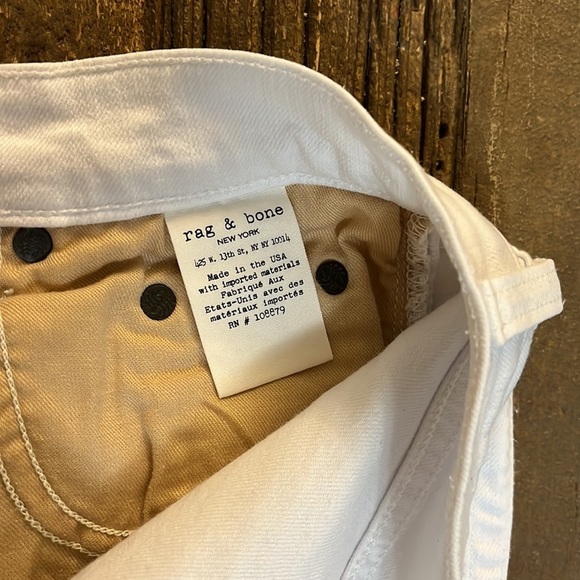 rag & bone
NEW YORK
425 W. 13th St, NY NY 10014
Made in the USA
with imported materials
Fabriqué Aux
Etats-Unis avec des
matériaux importés
RN # 108879